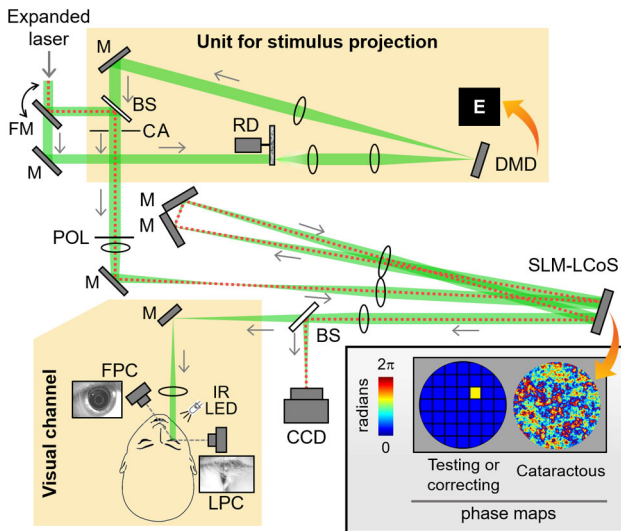 Expanded
laser
Unit for stimulus projection
M
BS
FM
CA
RD
E
M
DMD
M
M
POL
SLM-LCoS
M
M
BS
FPC
IR
LED
CCD
LPC
Visual channel
2π
radians
0
Testing or
correcting
Cataractous
phase maps